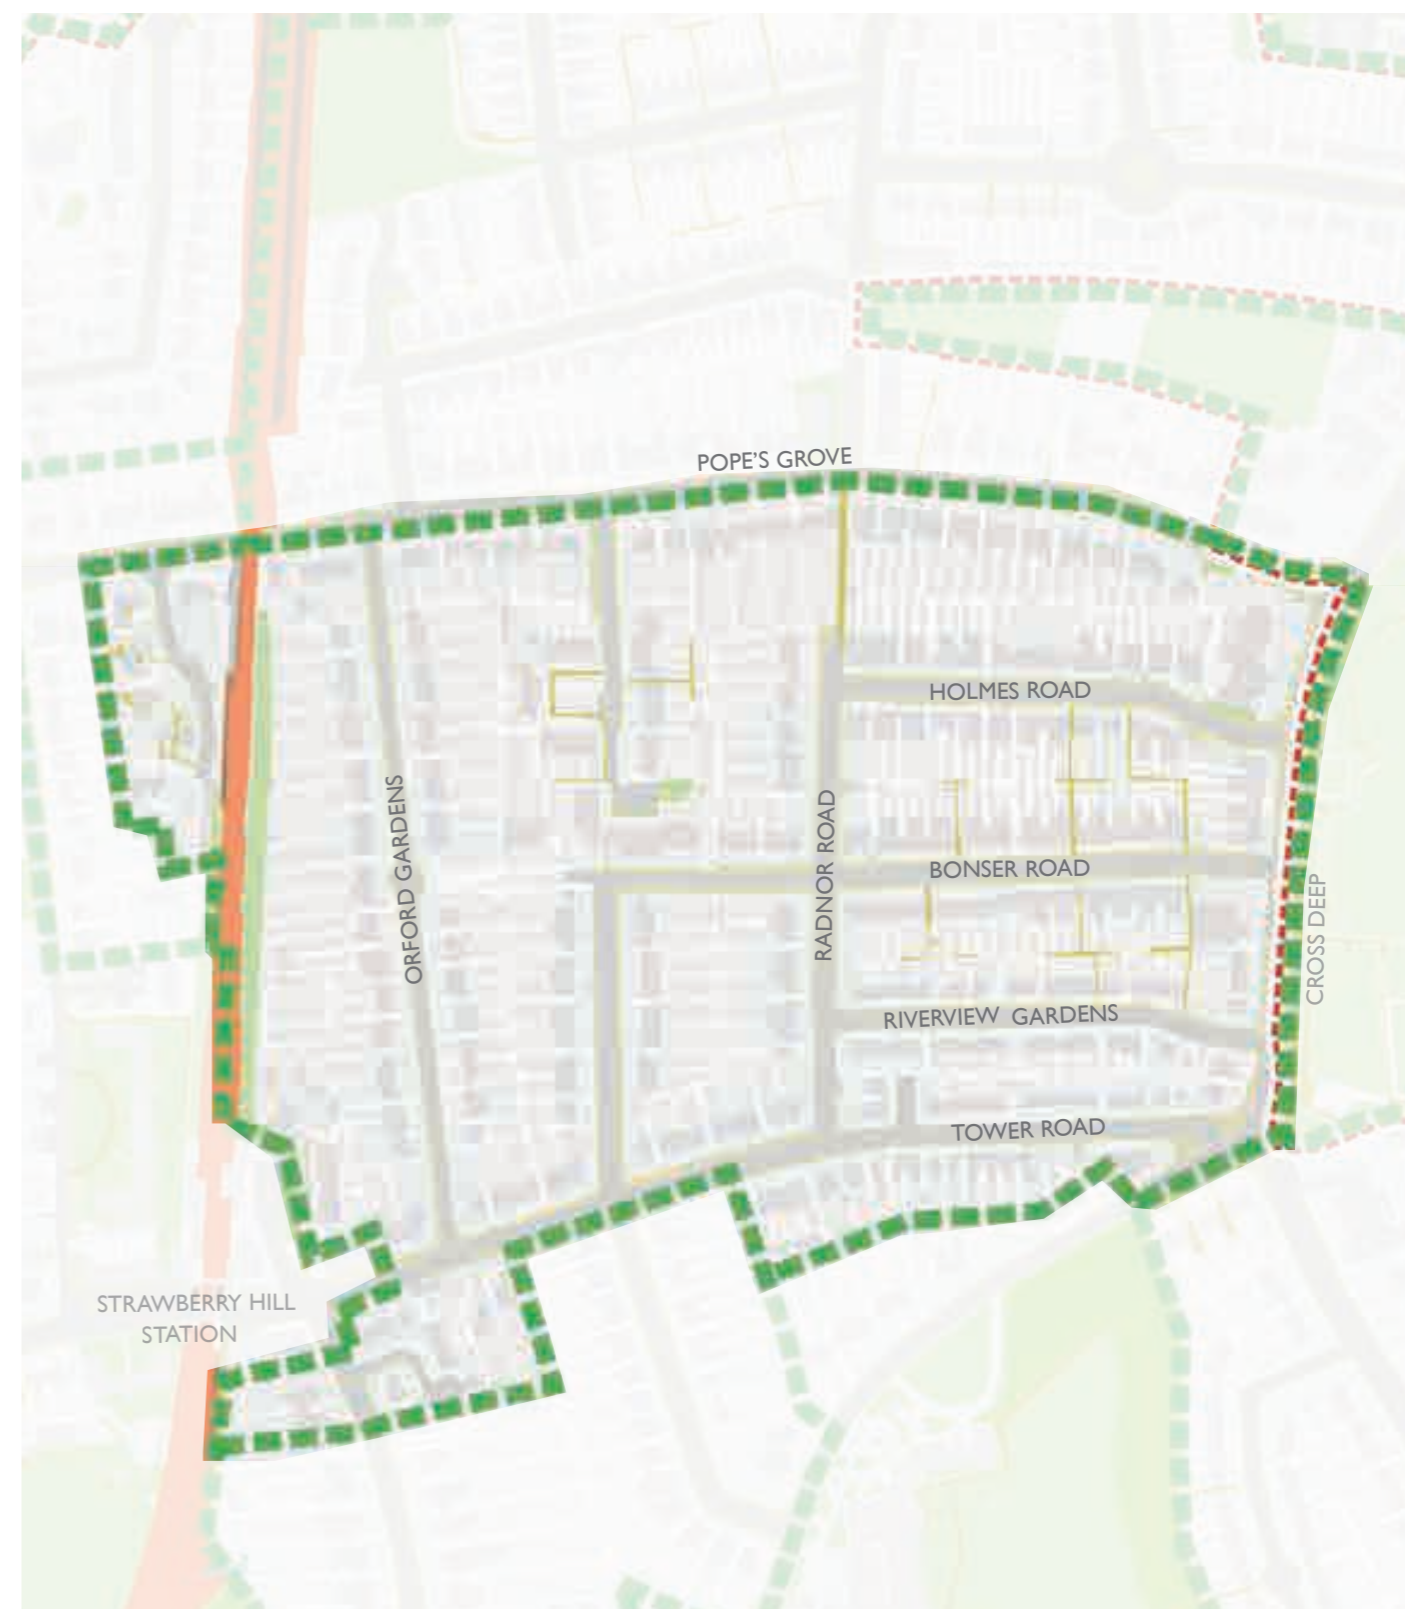 POPE'S GROVE
HOLMES ROAD
ORFORD GARDENS
RADNOR ROAD
BONSER ROAD
CROSS DEEP
RIVERVIEW GARDENS
TOWER ROAD
STRAWBERRY HILL
STATION